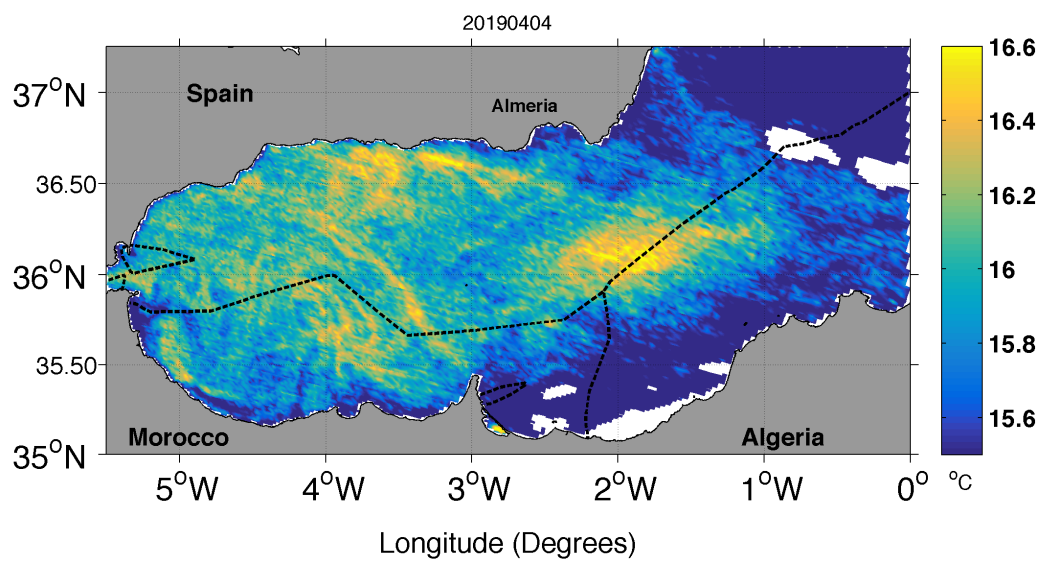 20190404
16.6
37°N
Spain
Almeria
16.4
36.50
16.2
36°N
16
15.8
35.50
15.6
Morocco
Algeria
35°N
5°W 4°W 3°W 2°W 1°W 0° °C
Longitude (Degrees)